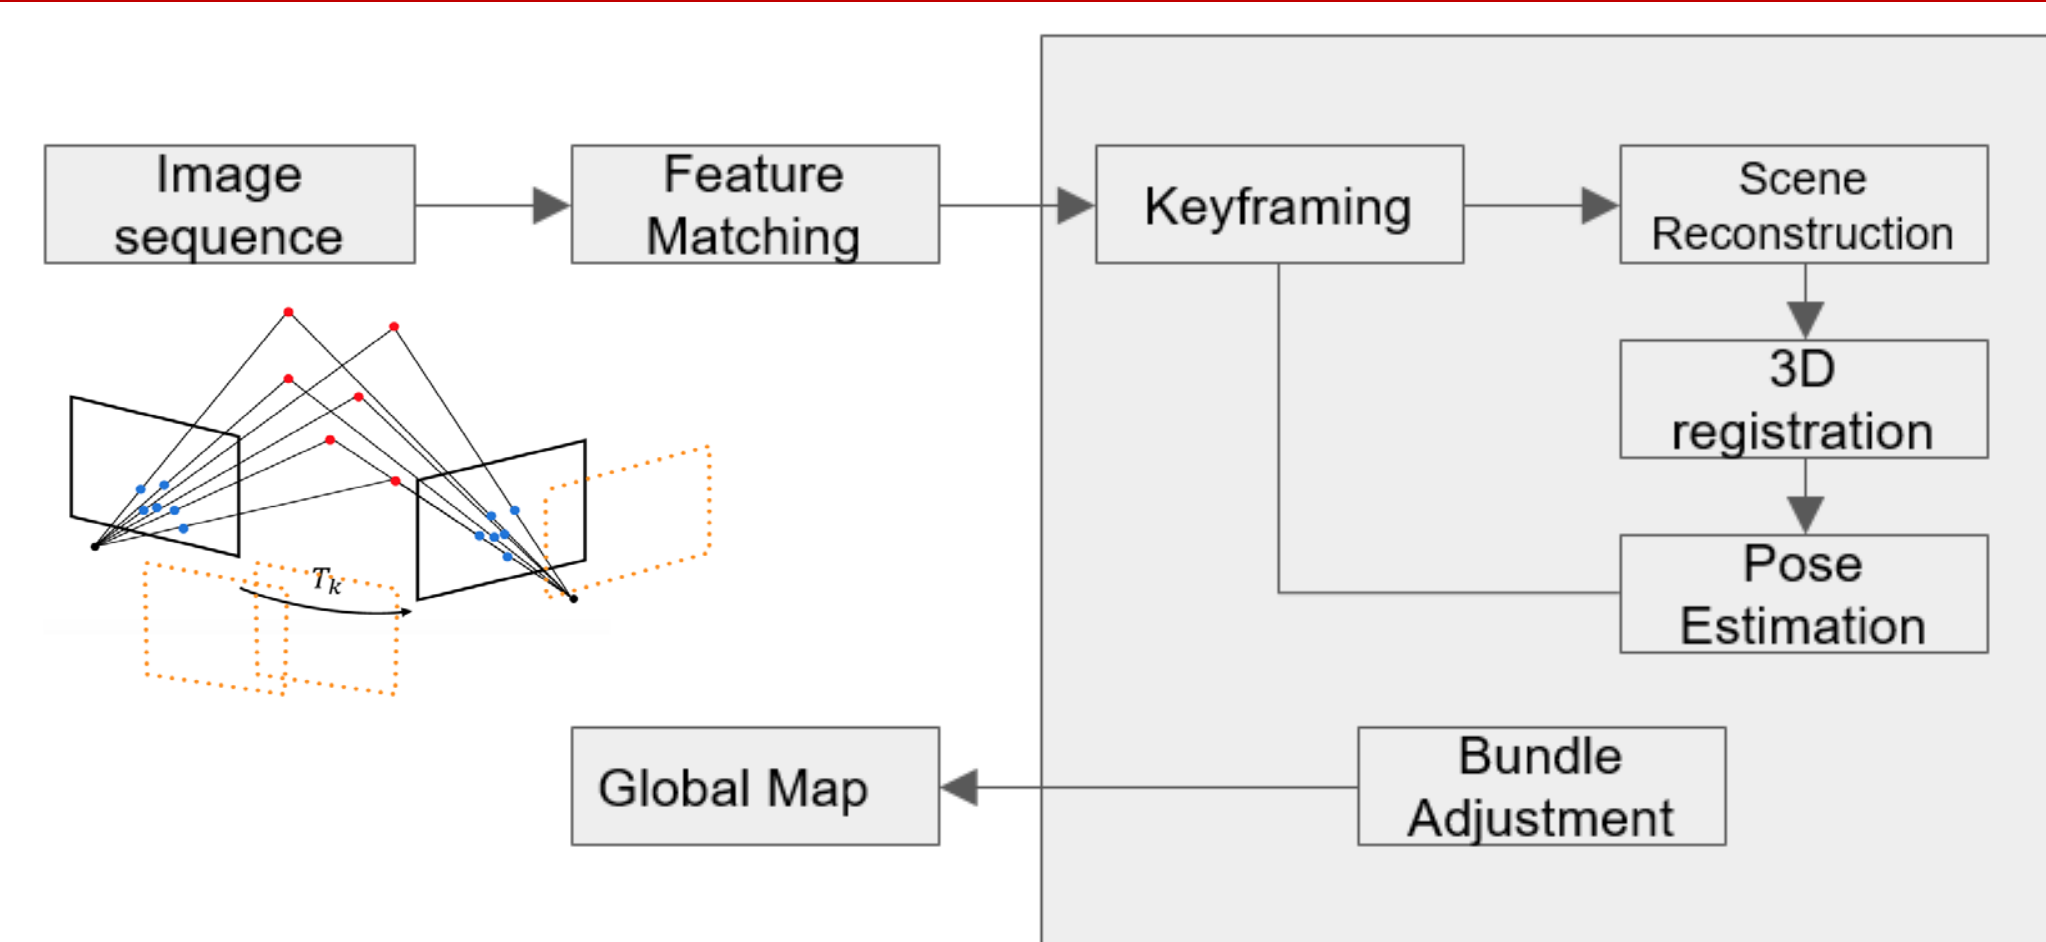 Image
sequence
Feature
Matching
Keyframing
Scene
Reconstruction
3D
registration
Pose
Estimation
T_k
Global Map
Bundle
Adjustment